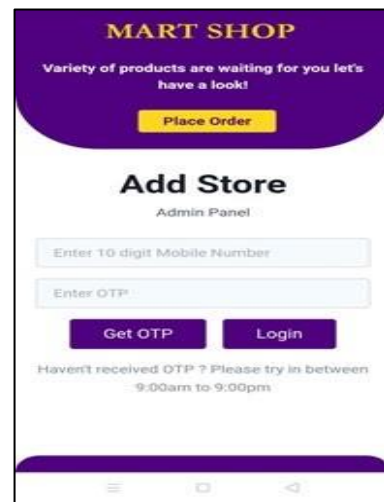 MART SHOP
Variety of products are waiting for you let's
have a look!
Place Order
Add Store
Admin Panel
Enter 10 digit Mobile Number
Enter OTP
Get OTP
Login
Haven't received OTP ? Please try in between
9:00am to 9:00pm